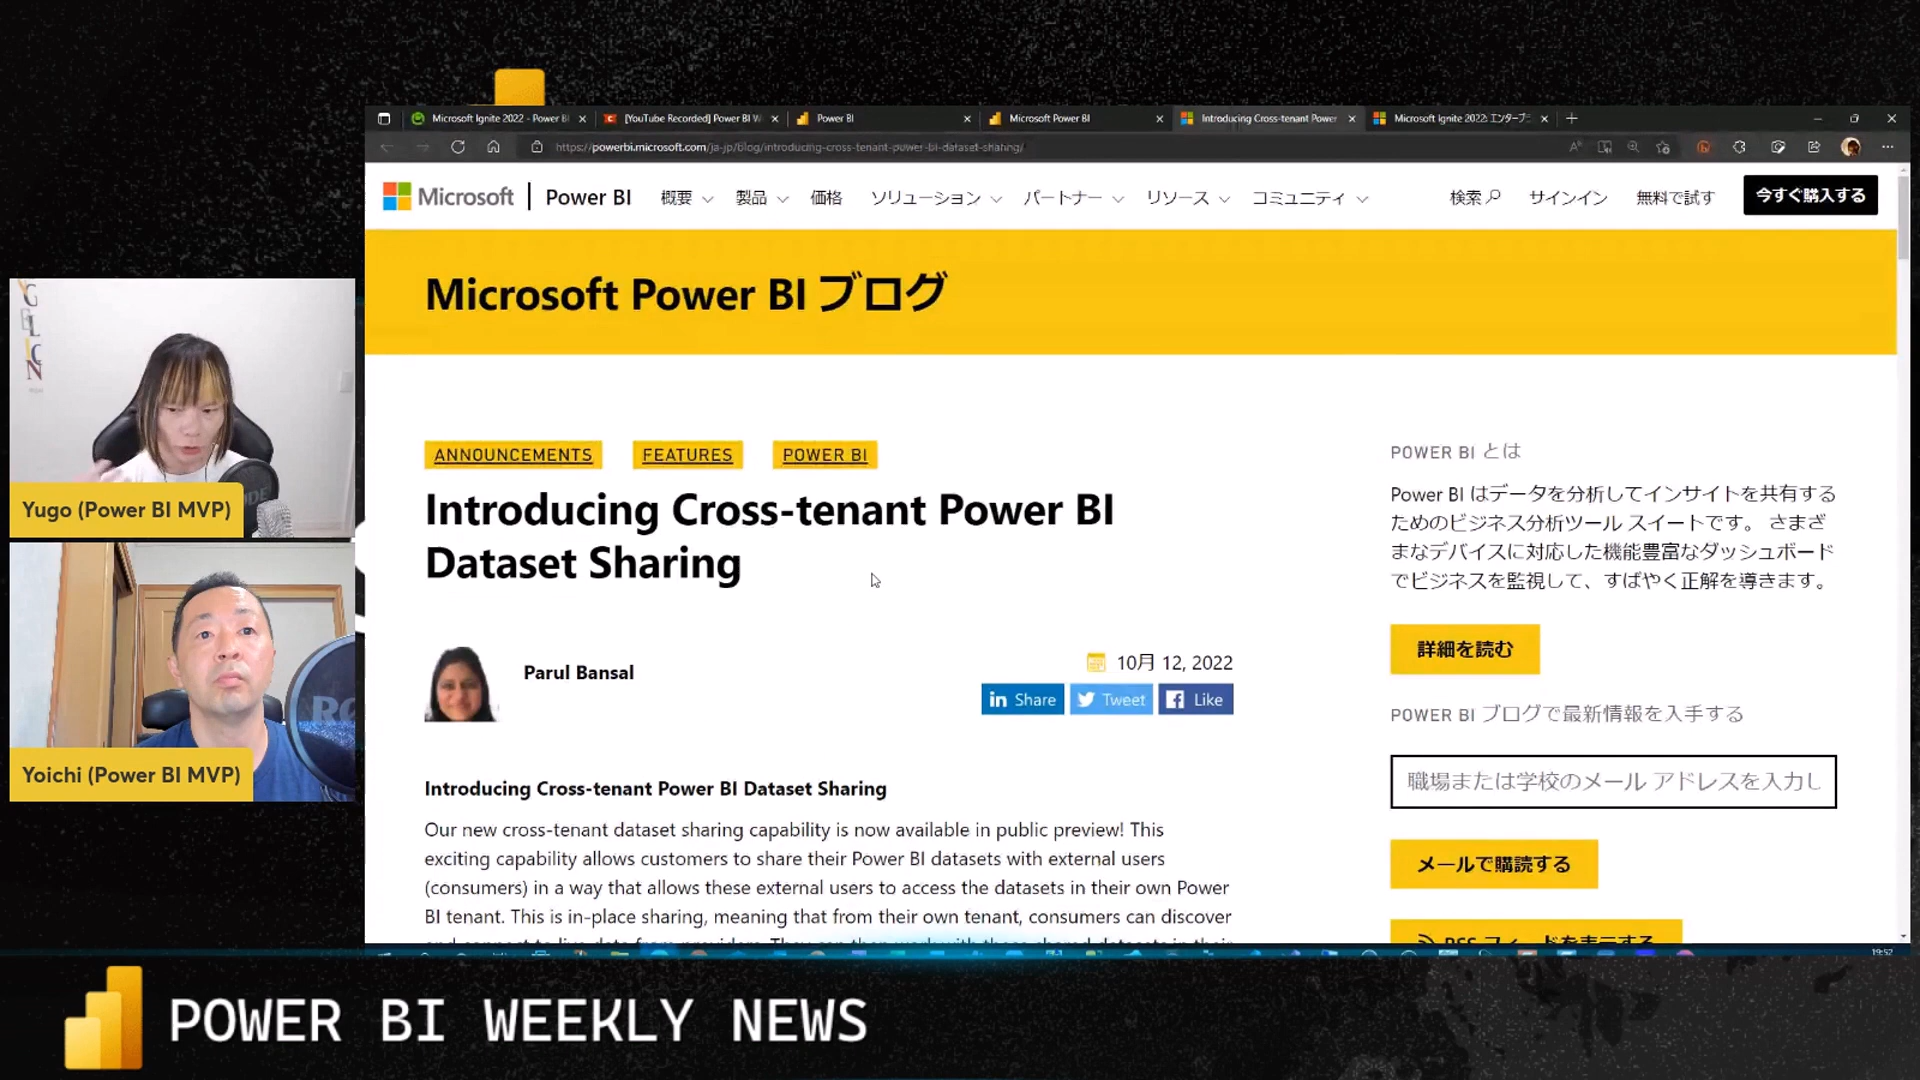 Microsoft Ignite 2022 - Power BI
[YouTube Recorded] Power BI W
Power BI
Microsoft Power BI
Introducing Cross-tenant Power
Microsoft Ignite 2022: エンタープ
https://powerbi.microsoft.com/ja-jp/blog/introducing-cross-tenant-power-bi-dataset-sharing/
Microsoft
Power BI
概要
製品
価格
ソリューション
パートナー
リソース
コミュニティ
検索
サインイン
無料で試す
今すぐ購入する
Microsoft Power BI ブログ
ANNOUNCEMENTS
FEATURES
POWER BI
Introducing Cross-tenant Power BI
Dataset Sharing
Parul Bansal
10月 12, 2022
Share
Tweet
Like
Introducing Cross-tenant Power BI Dataset Sharing
Our new cross-tenant dataset sharing capability is now available in public preview! This
exciting capability allows customers to share their Power BI datasets with external users
(consumers) in a way that allows these external users to access the datasets in their own Power
BI tenant. This is in-place sharing, meaning that from their own tenant, consumers can discover
POWER BI とは
Power BI はデータを分析してインサイトを共有する
ためのビジネス分析ツール スイートです。 さまざ
まなデバイスに対応した機能豊富なダッシュボード
でビジネスを監視して、すばやく正解を導きます。
詳細を読む
POWER BI ブログで最新情報を入手する
職場または学校のメール アドレスを入力し
メールで購読する
RSS フィードを表示する
19:52
Yugo (Power BI MVP)
Yoichi (Power BI MVP)
POWER BI WEEKLY NEWS